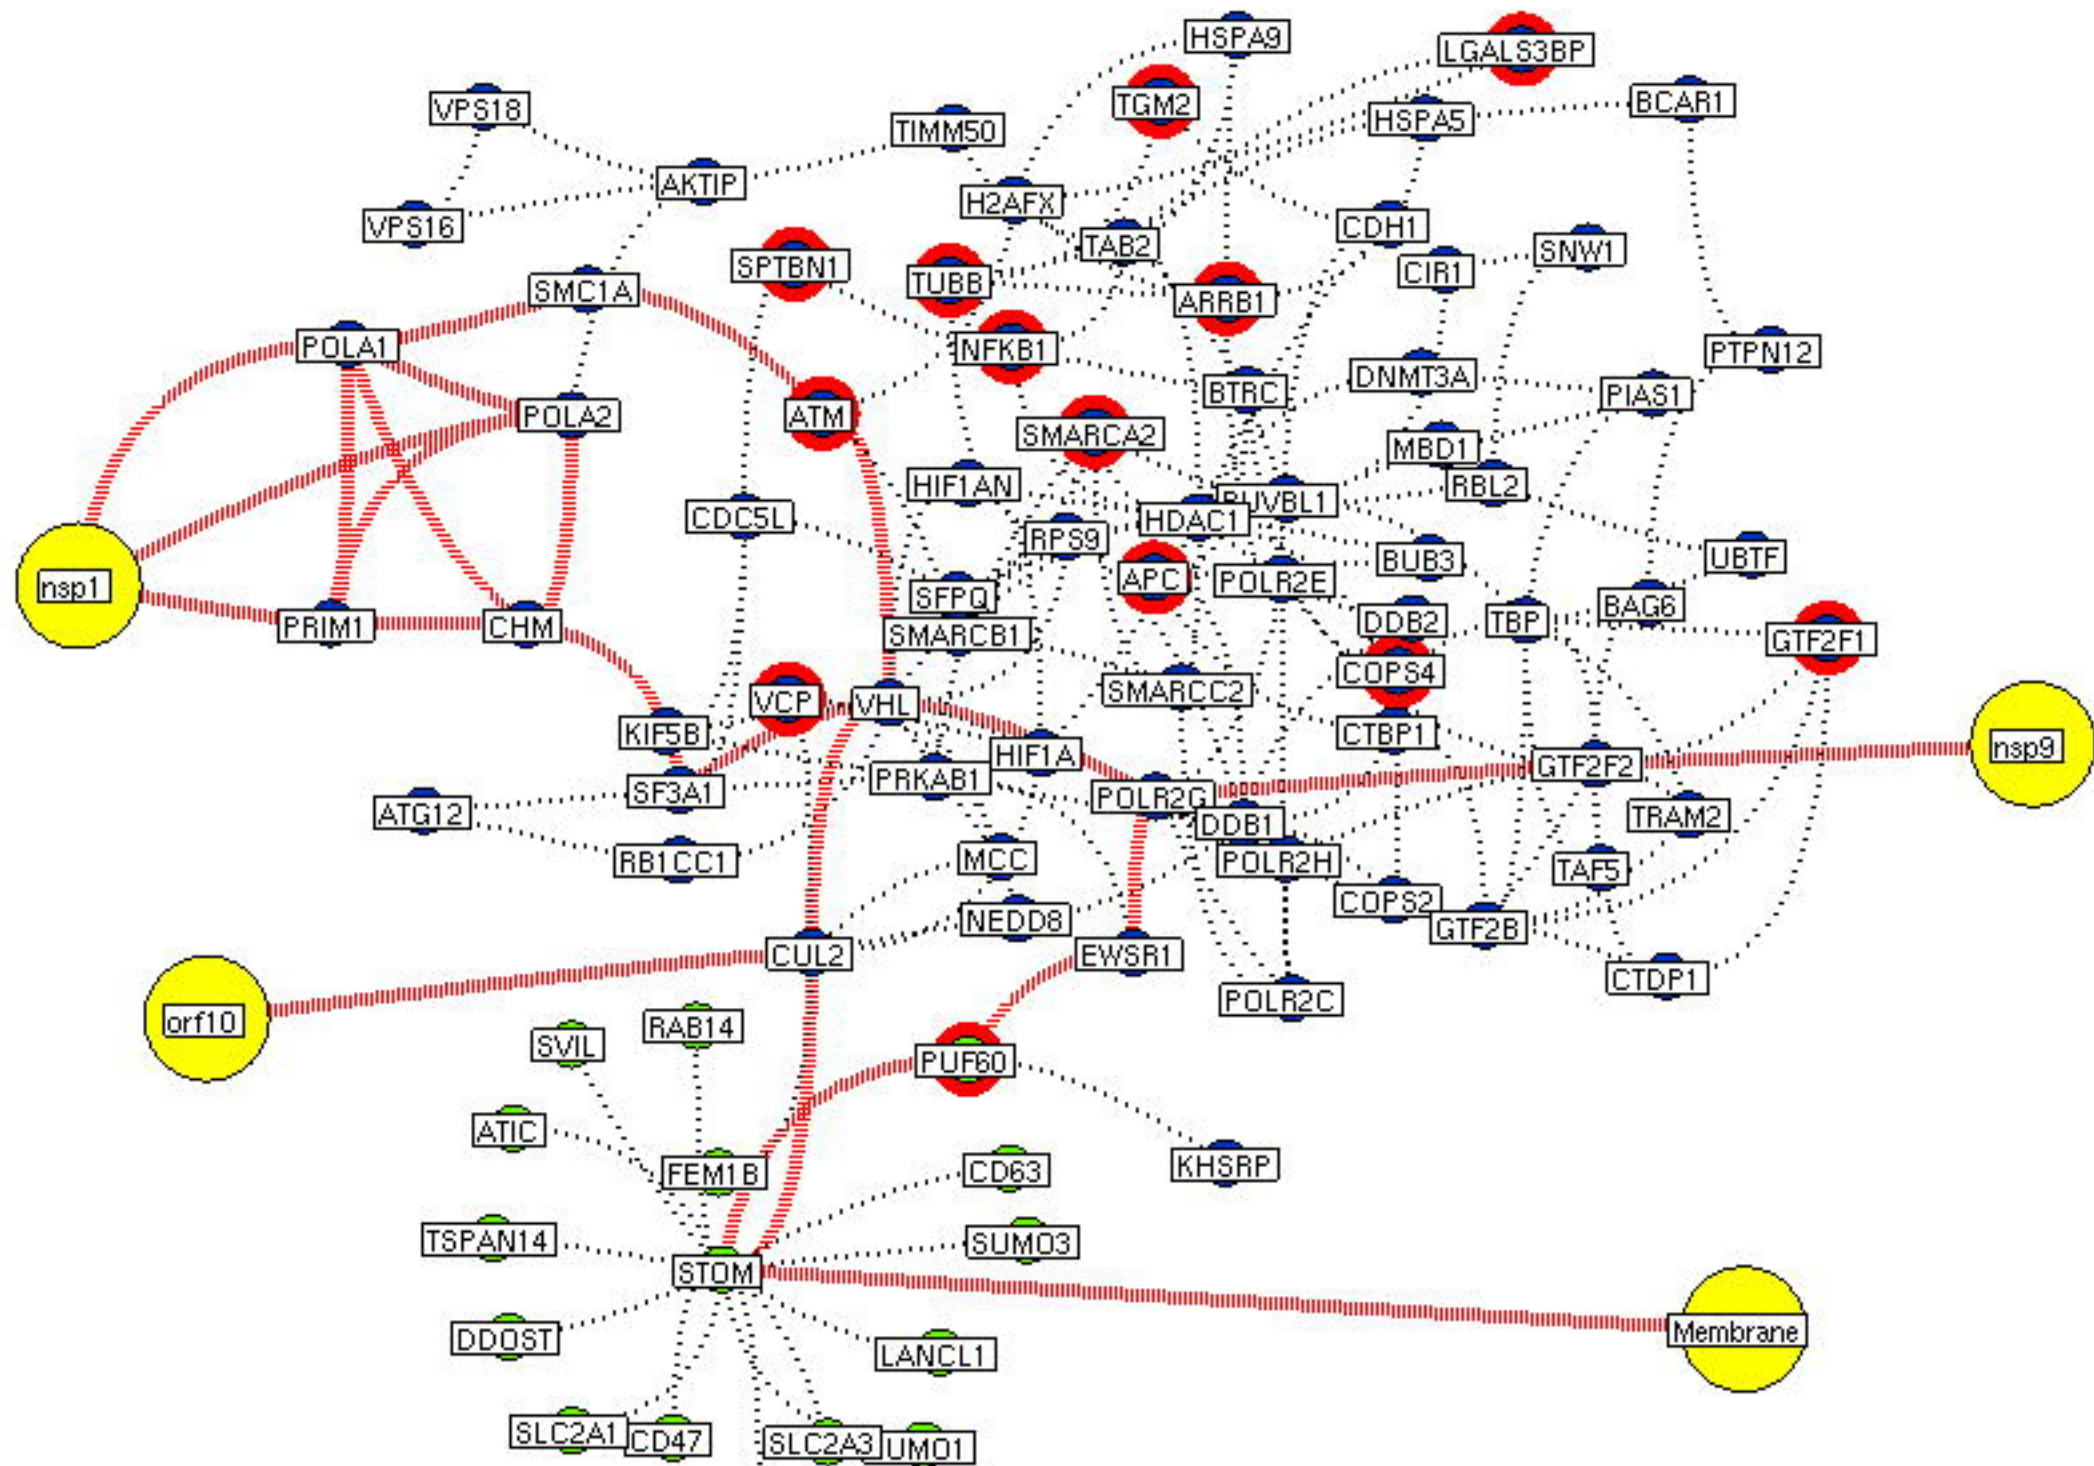 HSPA9
LGALS3BP
TGM2
BCAR1
VPS18
HSPA5
TIMM50
AKTIP
H2AFX
VPS16
CDH1
TAB2
SNW1
SPTBN1
CIR1
TUBB
SMC1A
ARRB1
POLA1
NFKB1
PTPN12
DNMT3A
BTRC
PIAS1
POLA2
ATM
SMARCA2
MBD1
HIF1AN
RBL2
CDC5L
HDAC1
UVBL1
RPS9
BUB3
UBTF
APC
POLR2E
nsp1
SFPQ
BAG6
DDB2
TBP
PRIM1
CHM
SMARCB1
GTF2F1
COPS4
SMARCC2
VCP
VHL
KIF5B
CTBP1
nsp9
HIF1A
GTF2F2
PRKAB1
SF3A1
POLR2G
ATG12
TRAM2
DDB1
RB1CC1
MCC
POLR2H
TAF5
COPS2
NEDD8
GTF2B
CUL2
EWSR1
CTDP1
POLR2C
orf10
RAB14
SVIL
PUF60
ATIC
KHSRP
CD63
FEM1B
TSPAN14
SUMO3
STOM
Membrane
DDOST
LANCL1
SLC2A1
CD47
SLC2A3
UMO1